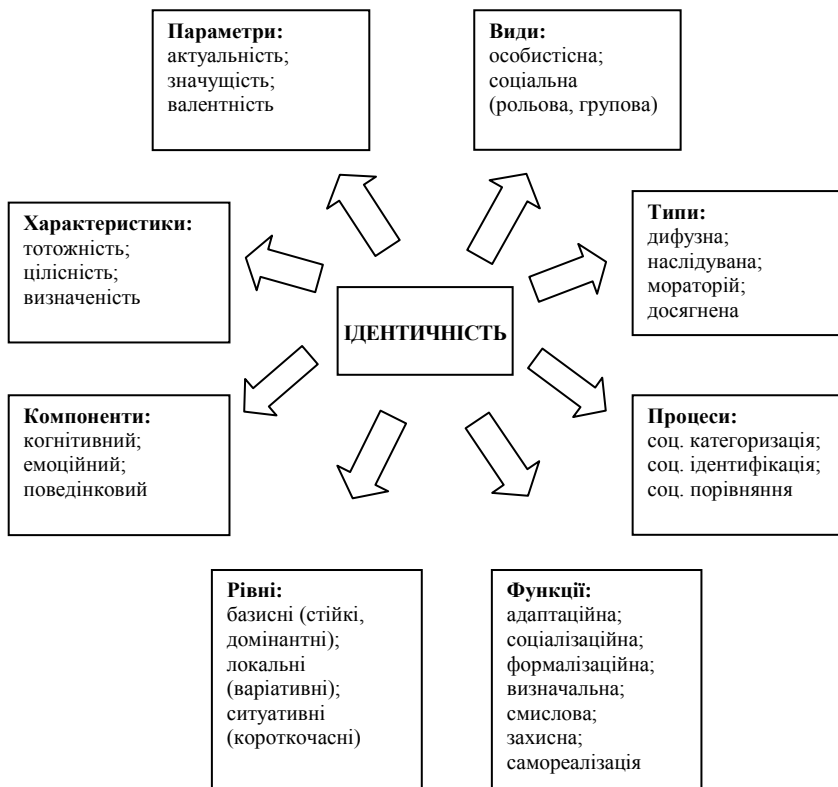 Параметри:
актуальність;
значущість;
валентність
Види:
особистісна;
соціальна
(рольова, групова)
Характеристики:
тотожність;
цілісність;
визначеність
Типи:
дифузна;
наслідувана;
мораторій;
досягнена
ІДЕНТИЧНІСТЬ
Компоненти:
когнітивний;
емоційний;
поведінковий
Процеси:
соц. категоризація;
соц. ідентифікація;
соц. порівняння
Рівні:
базисні (стійкі,
домінантні);
локальні
(варіативні);
ситуативні
(короткочасні)
Функції:
адаптаційна;
соціалізаційна;
формалізаційна;
визначальна;
смислова;
захисна;
самореалізація